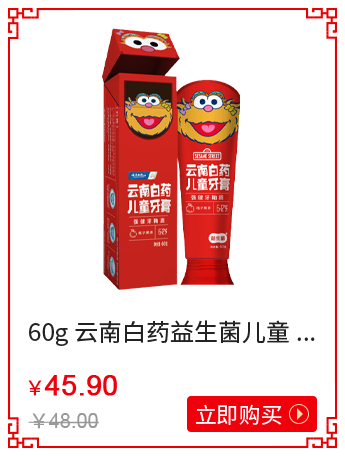 SESAME STREET
云南白药
儿童牙膏
云南白药
儿童牙膏
60g 云南白药益生菌儿童 ...
¥45.90
¥48.00
立即购买